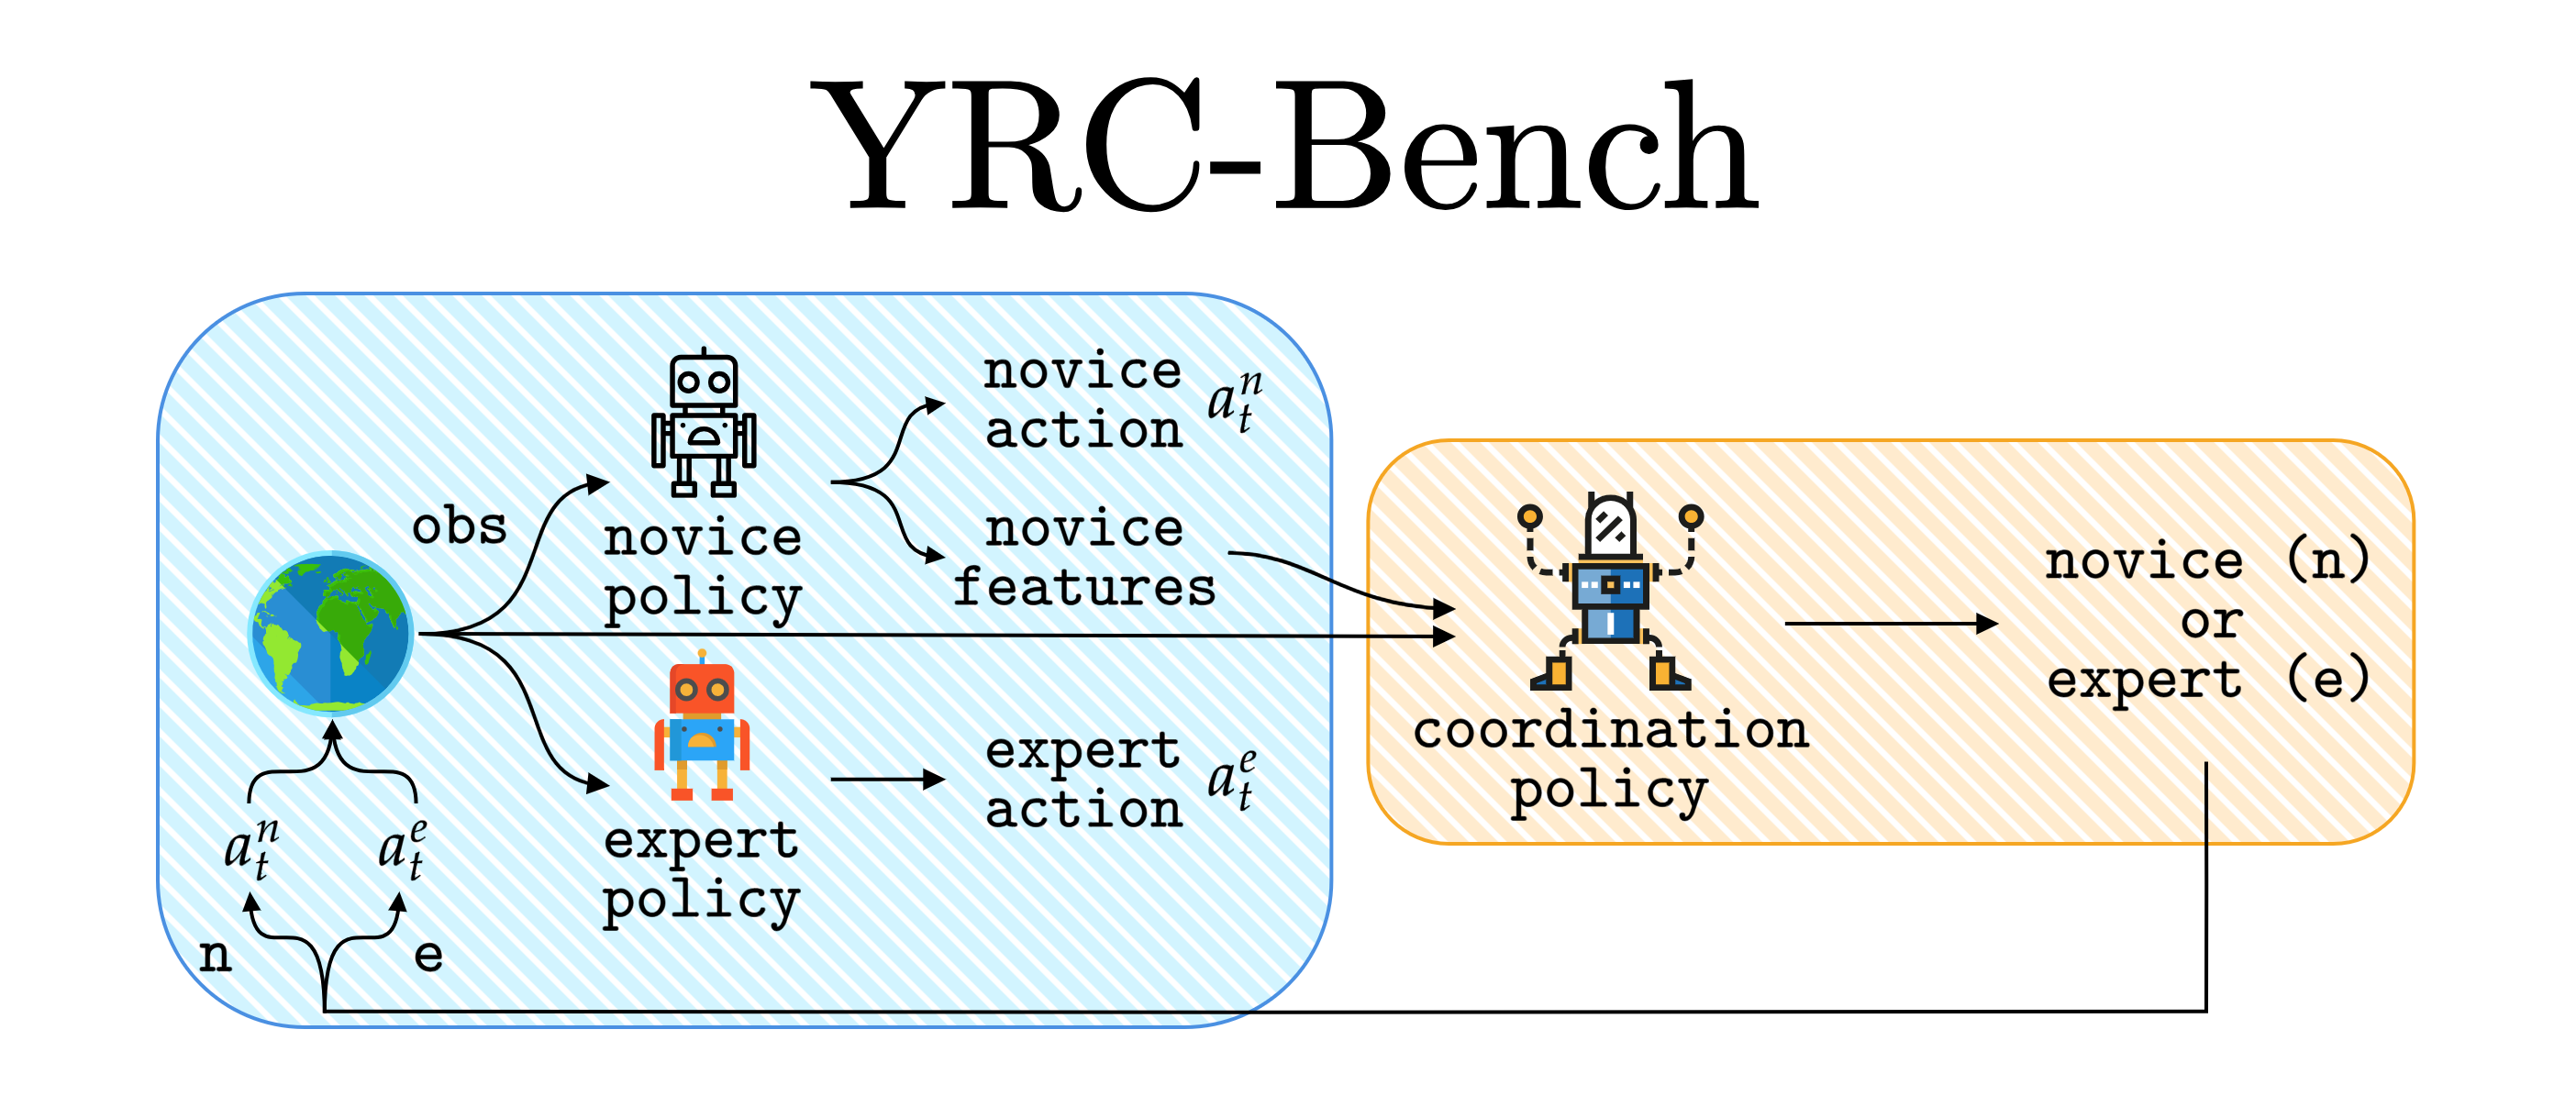 YRC-Bench
obs
novice
policy
novice
action
a_t^n
novice
features
expert
policy
expert
action
a_t^e
coordination
policy
novice (n)
or
expert (e)
a_t^n
a_t^e
n
e